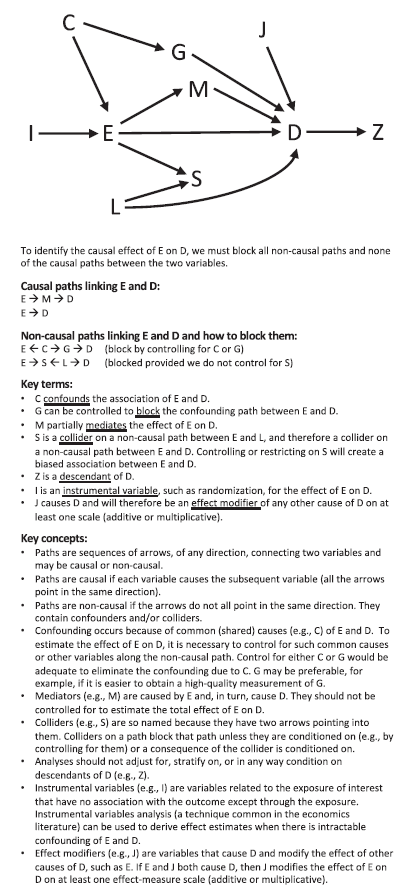 C
J
G
M
I
E
D
Z
S
L
To identify the causal effect of E on D, we must block all non-causal paths and none
of the causal paths between the two variables.
Causal paths linking E and D:
E → M → D
E → D
Non-causal paths linking E and D and how to block them:
E ← C → G → D (block by controlling for C or G)
E → S ← L → D (blocked provided we do not control for S)
Key terms:
• C confounds the association of E and D.
• G can be controlled to block the confounding path between E and D.
• M partially mediates the effect of E on D.
• S is a collider on a non-causal path between E and L, and therefore a collider on
a non-causal path between E and D. Controlling or restricting on S will create a
biased association between E and D.
• Z is a descendant of D.
• I is an instrumental variable, such as randomization, for the effect of E on D.
• J causes D and will therefore be an effect modifier of any other cause of D on at
least one scale (additive or multiplicative).
Key concepts:
• Paths are sequences of arrows, of any direction, connecting two variables and
may be causal or non-causal.
• Paths are causal if each variable causes the subsequent variable (all the arrows
point in the same direction).
• Paths are non-causal if the arrows do not all point in the same direction. They
contain confounders and/or colliders.
• Confounding occurs because of common (shared) causes (e.g., C) of E and D. To
estimate the effect of E on D, it is necessary to control for such common causes
or other variables along the non-causal path. Control for either C or G would be
adequate to eliminate the confounding due to C. G may be preferable, for
example, if it is easier to obtain a high-quality measurement of G.
• Mediators (e.g., M) are caused by E and, in turn, cause D. They should not be
controlled for to estimate the total effect of E on D.
• Colliders (e.g., S) are so named because they have two arrows pointing into
them. Colliders on a path block that path unless they are conditioned on (e.g., by
controlling for them) or a consequence of the collider is conditioned on.
• Analyses should not adjust for, stratify on, or in any way condition on
descendants of D (e.g., Z).
• Instrumental variables (e.g., I) are variables related to the exposure of interest
that have no association with the outcome except through the exposure.
Instrumental variables analysis (a technique common in the economics
literature) can be used to derive effect estimates when there is intractable
confounding of E and D.
• Effect modifiers (e.g., J) are variables that cause D and modify the effect of other
causes of D, such as E. If E and J both cause D, then J modifies the effect of E on
D on at least one effect-measure scale (additive or multiplicative).